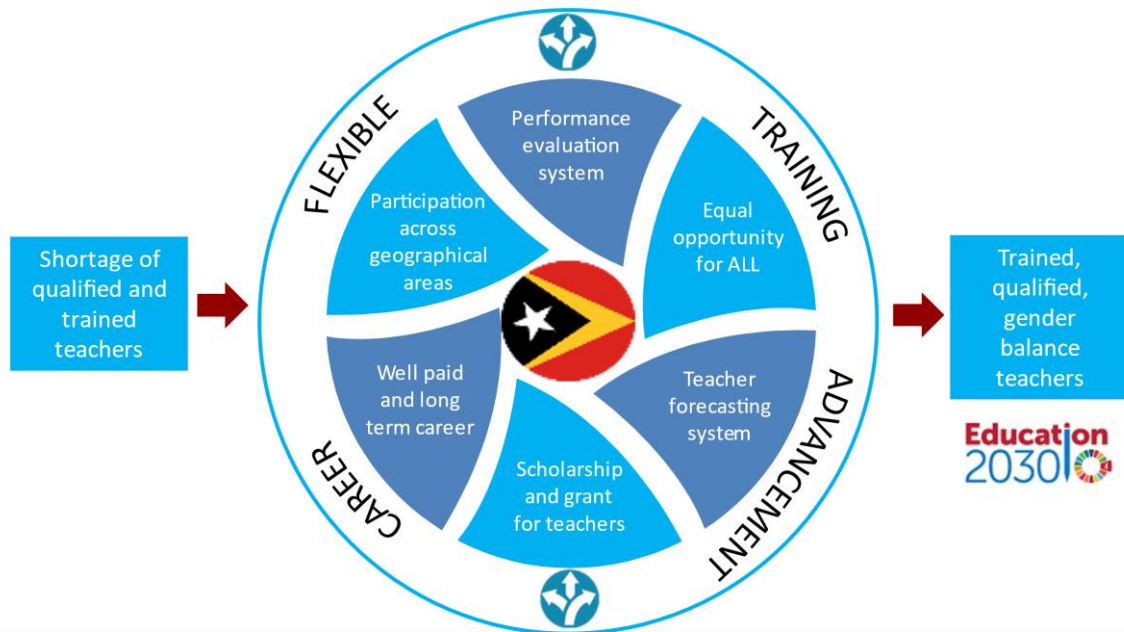 FLEXIBLE
TRAINING
Performance
evaluation
system
Participation
across
geographical
areas
Equal
opportunity
for ALL
Shortage of
qualified and
trained
teachers
Trained,
qualified,
gender
balance
teachers
Well paid
and long
term career
Teacher
forecasting
system
Scholarship
and grant
for teachers
CAREER
ADVANCEMENT
Education
2030